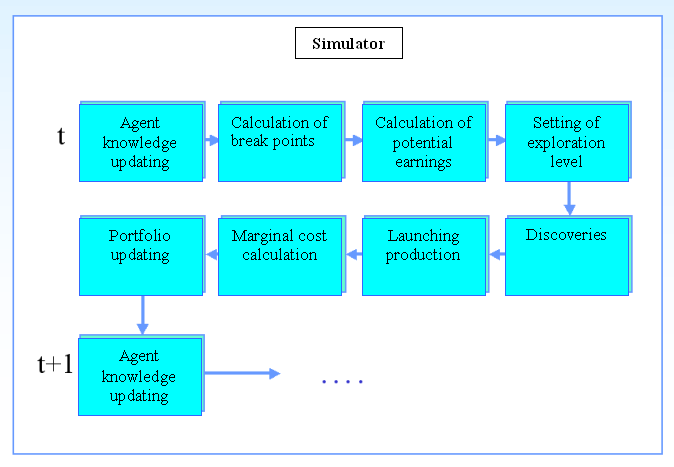 Simulator
t
Agent
knowledge
updating
Calculation of
break points
Calculation of
potential
earnings
Setting of
exploration
level
Portfolio
updating
Marginal cost
calculation
Launching
production
Discoveries
t+1
Agent
knowledge
updating
. . . .